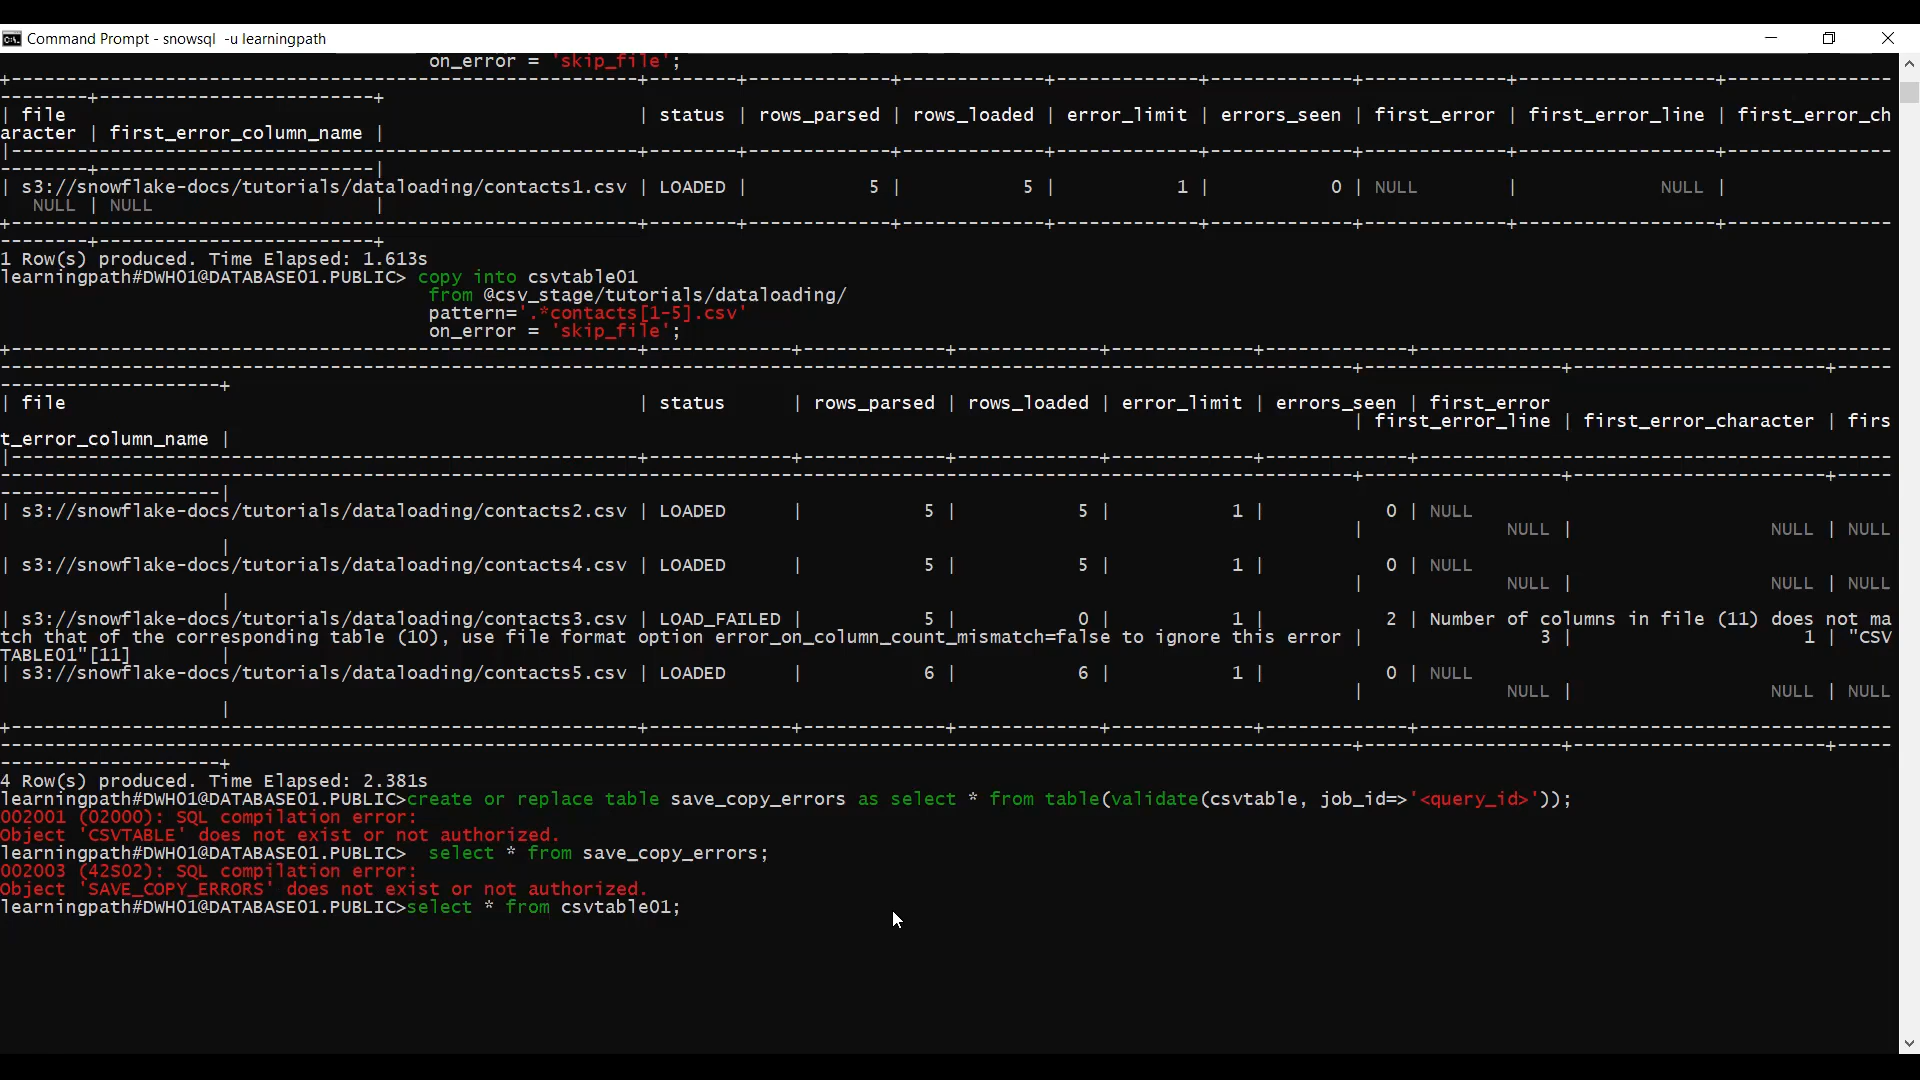 Command Prompt - snowsql  -u learningpath
on_error = 'skip_file';
+----------------------------------------------------------+--------+-------------+-------------+-------------+-------------+-------------+------------------+---------------
--------+-------------------------+
| file                                                     | status | rows_parsed | rows_loaded | error_limit | errors_seen | first_error | first_error_line | first_error_ch
aracter | first_error_column_name |
|----------------------------------------------------------+--------+-------------+-------------+-------------+-------------+-------------+------------------+---------------
--------+-------------------------|
| s3://snowflake-docs/tutorials/dataloading/contacts1.csv | LOADED |           5 |           5 |           1 |           0 | NULL        |             NULL |
   NULL | NULL                    |
+----------------------------------------------------------+--------+-------------+-------------+-------------+-------------+-------------+------------------+---------------
--------+-------------------------+
1 Row(s) produced. Time Elapsed: 1.613s
learningpath#DWH01@DATABASE01.PUBLIC> copy into csvtable01
from @csv_stage/tutorials/dataloading/
pattern='.*contacts[1-5].csv'
on_error = 'skip_file';
+----------------------------------------------------------+-------------+-------------+-------------+-------------+-------------+-------------------------------------------
---------------------------------------------------------------------------------------------------------------------------+------------------+-----------------------+-----
--------------------+
| file                                                     | status      | rows_parsed | rows_loaded | error_limit | errors_seen | first_error
| first_error_line | first_error_character | firs
t_error_column_name |
|----------------------------------------------------------+-------------+-------------+-------------+-------------+-------------+-------------------------------------------
---------------------------------------------------------------------------------------------------------------------------+------------------+-----------------------+-----
--------------------|
| s3://snowflake-docs/tutorials/dataloading/contacts2.csv | LOADED      |           5 |           5 |           1 |           0 | NULL
|             NULL |                  NULL | NULL
|
| s3://snowflake-docs/tutorials/dataloading/contacts4.csv | LOADED      |           5 |           5 |           1 |           0 | NULL
|             NULL |                  NULL | NULL
|
| s3://snowflake-docs/tutorials/dataloading/contacts3.csv | LOAD_FAILED |           5 |           0 |           1 |           2 | Number of columns in file (11) does not ma
tch that of the corresponding table (10), use file format option error_on_column_count_mismatch=false to ignore this error |                3 |                     1 | "CSV
TABLE01"[11]        |
| s3://snowflake-docs/tutorials/dataloading/contacts5.csv | LOADED      |           6 |           6 |           1 |           0 | NULL
|             NULL |                  NULL | NULL
|
+----------------------------------------------------------+-------------+-------------+-------------+-------------+-------------+-------------------------------------------
---------------------------------------------------------------------------------------------------------------------------+------------------+-----------------------+-----
--------------------+
4 Row(s) produced. Time Elapsed: 2.381s
learningpath#DWH01@DATABASE01.PUBLIC>create or replace table save_copy_errors as select * from table(validate(csvtable, job_id=>'<query_id>'));
002001 (02000): SQL compilation error:
Object 'CSVTABLE' does not exist or not authorized.
learningpath#DWH01@DATABASE01.PUBLIC>  select * from save_copy_errors;
002003 (42S02): SQL compilation error:
Object 'SAVE_COPY_ERRORS' does not exist or not authorized.
learningpath#DWH01@DATABASE01.PUBLIC>select * from csvtable01;